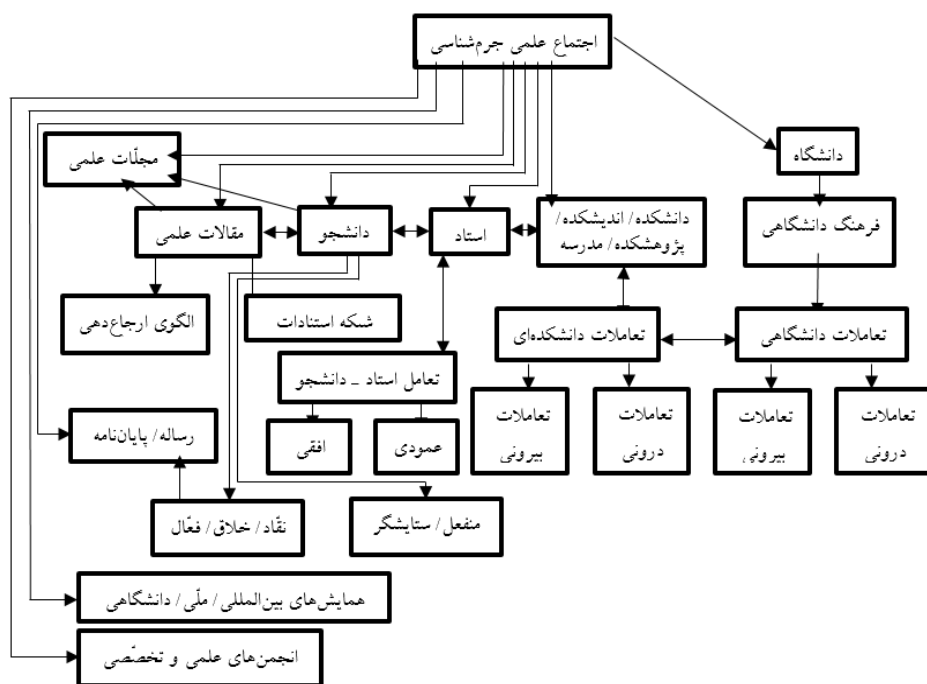 اجتماع علمی جرم‌شناسی
دانشگاه
مجلّات علمی
دانشکده/ اندیشکده/
پژوهشکده/ مدرسه
فرهنگ دانشگاهی
استاد
دانشجو
مقالات علمی
تعاملات دانشگاهی
تعاملات دانشکده‌ای
شبکه استنادات
الگوی ارجاع‌دهی
تعامل استاد – دانشجو
تعاملات
درونی
تعاملات
بیرونی
تعاملات
درونی
تعاملات
بیرونی
عمودی
افقی
رساله/ پایان‌نامه
منفعل/ ستایشگر
نقّاد/ خلاق/ فعّال
همایش‌های بین‌المللی/ ملّی/ دانشگاهی
انجمن‌های علمی و تخصّصی